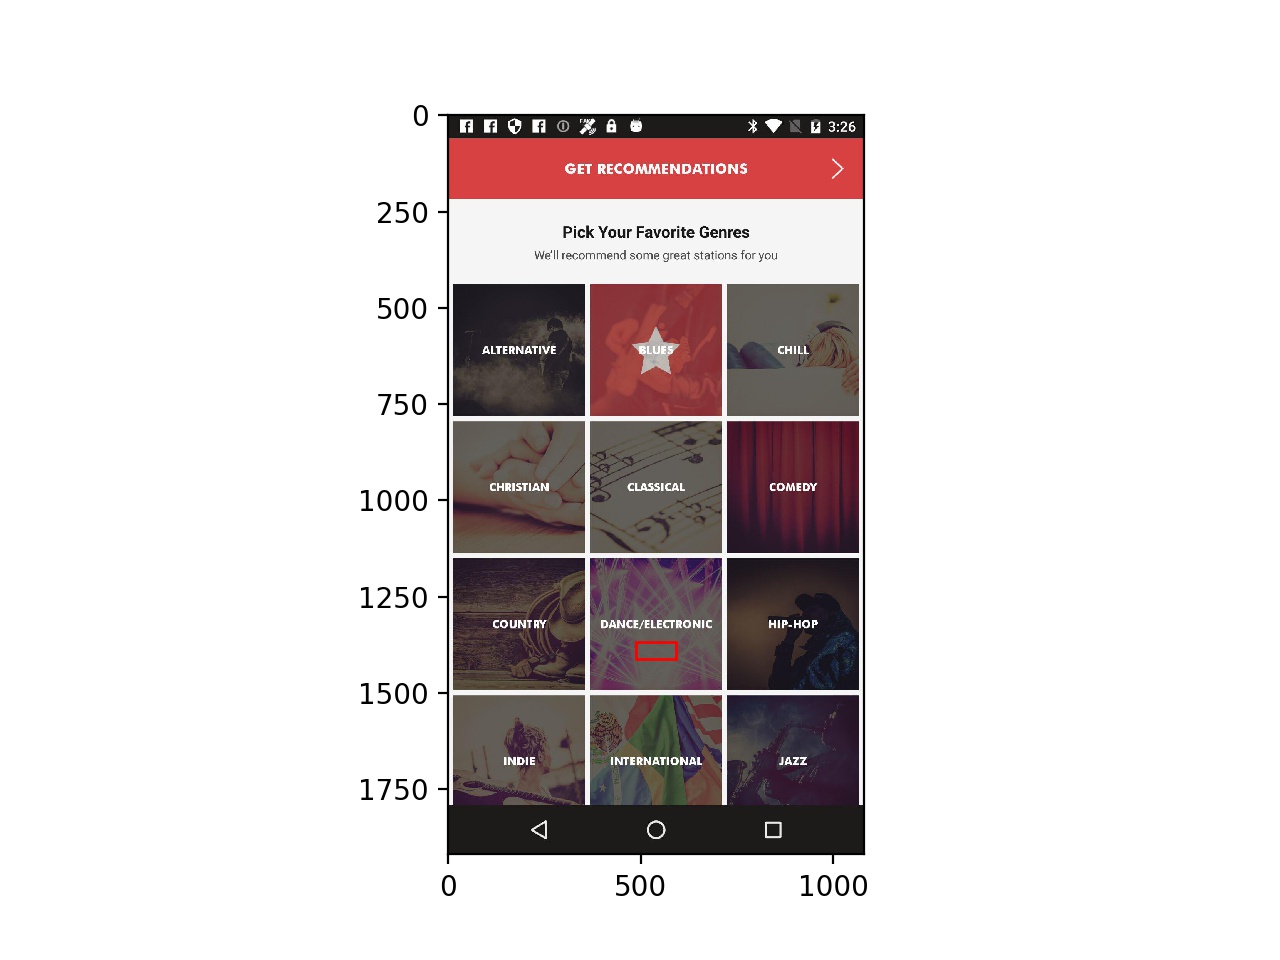 0
250
500
750
1000
1250
1500
1750
3:26
GET RECOMMENDATIONS
Pick Your Favorite Genres
We'll recommend some great stations for you
ALTERNATIVE
BLUES
CHILL
CHRISTIAN
CLASSICAL
COMEDY
COUNTRY
DANCE/ELECTRONIC
HIP-HOP
INDIE
INTERNATIONAL
JAZZ
0
500
1000